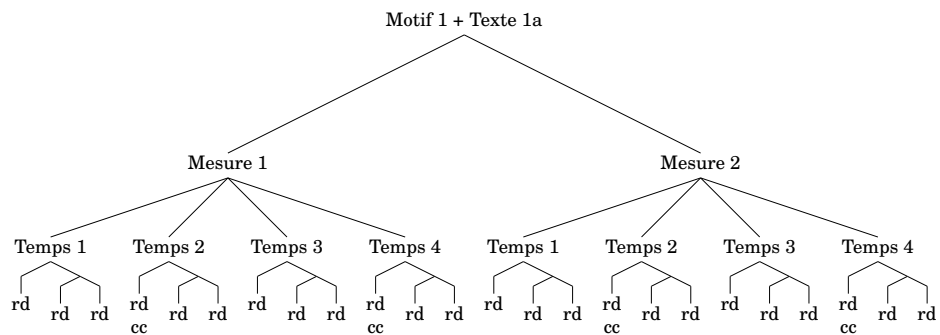 Motif 1 + Texte 1a
Mesure 1 Mesure 2
Temps 1 Temps 2 Temps 3 Temps 4 Temps 1 Temps 2 Temps 3 Temps 4
rd rd rd rd rd rd rd rd rd rd rd rd rd rd rd rd rd rd rd rd rd rd rd rd
cc cc cc cc